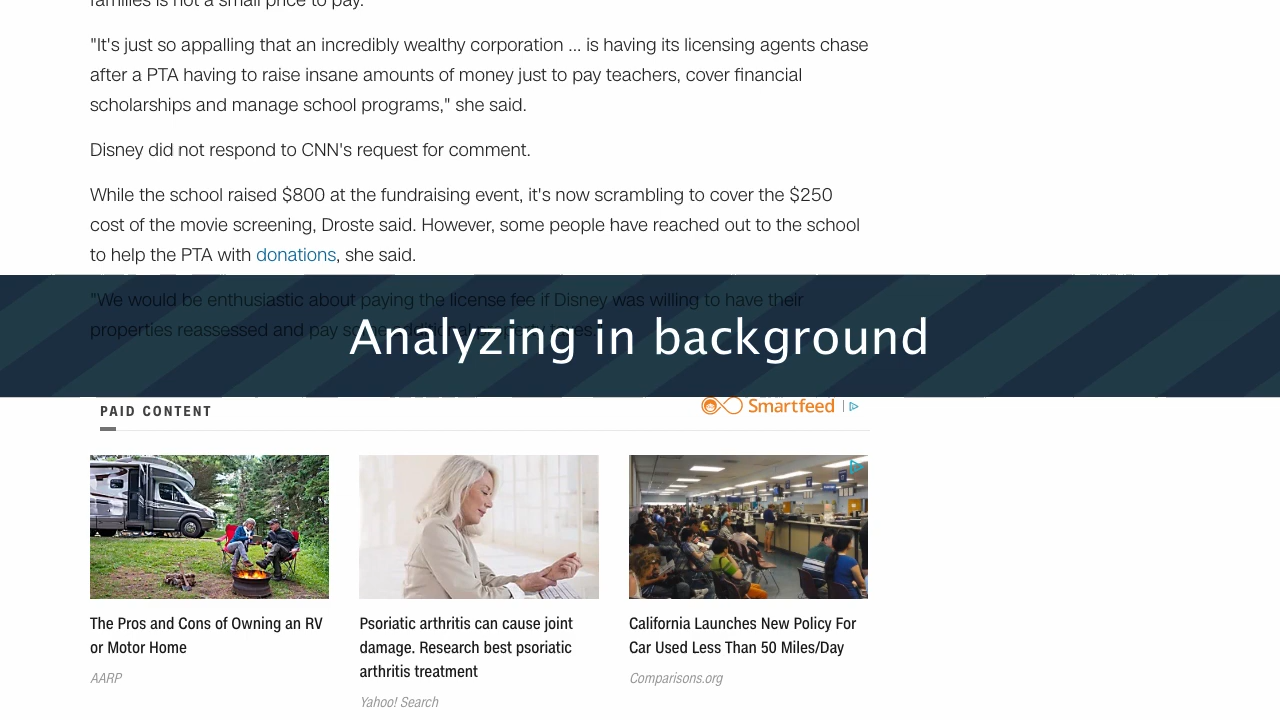 families is not a small price to pay.
"It's just so appalling that an incredibly wealthy corporation ... is having its licensing agents chase
after a PTA having to raise insane amounts of money just to pay teachers, cover financial
scholarships and manage school programs," she said.
Disney did not respond to CNN's request for comment.
While the school raised $800 at the fundraising event, it's now scrambling to cover the $250
cost of the movie screening, Droste said. However, some people have reached out to the school
to help the PTA with donations, she said.
"We would be enthusiastic about paying the license fee if Disney was willing to have their
properties reassessed and pay
Analyzing in background
PAID CONTENT
Smartfeed
The Pros and Cons of Owning an RV
or Motor Home
AARP
Psoriatic arthritis can cause joint
damage. Research best psoriatic
arthritis treatment
Yahoo! Search
California Launches New Policy For
Car Used Less Than 50 Miles/Day
Comparisons.org